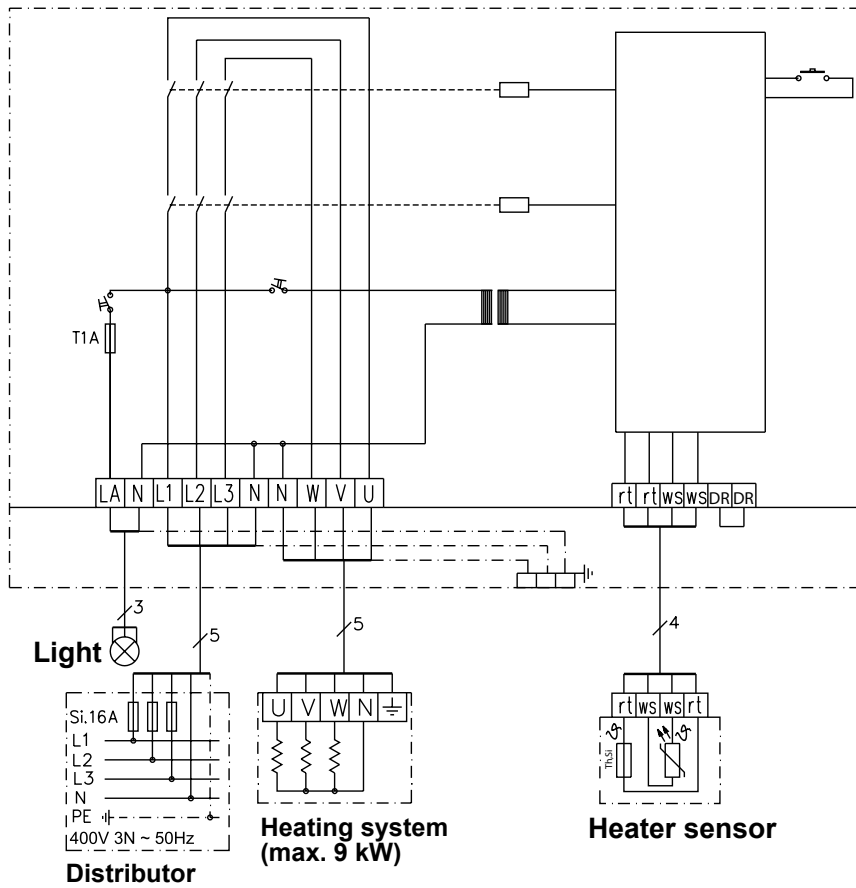 T1A
LA N L1 L2 L3 N N W V U
rt rt ws ws DR DR
3
5
5
4
Light
Si.16A
L1
L2
L3
N
PE
400V 3N ~ 50Hz
Distributor
U V W N
Heating system
(max. 9 kW)
rt ws ws rt
ϑ ϑ
Th.Si
Heater sensor